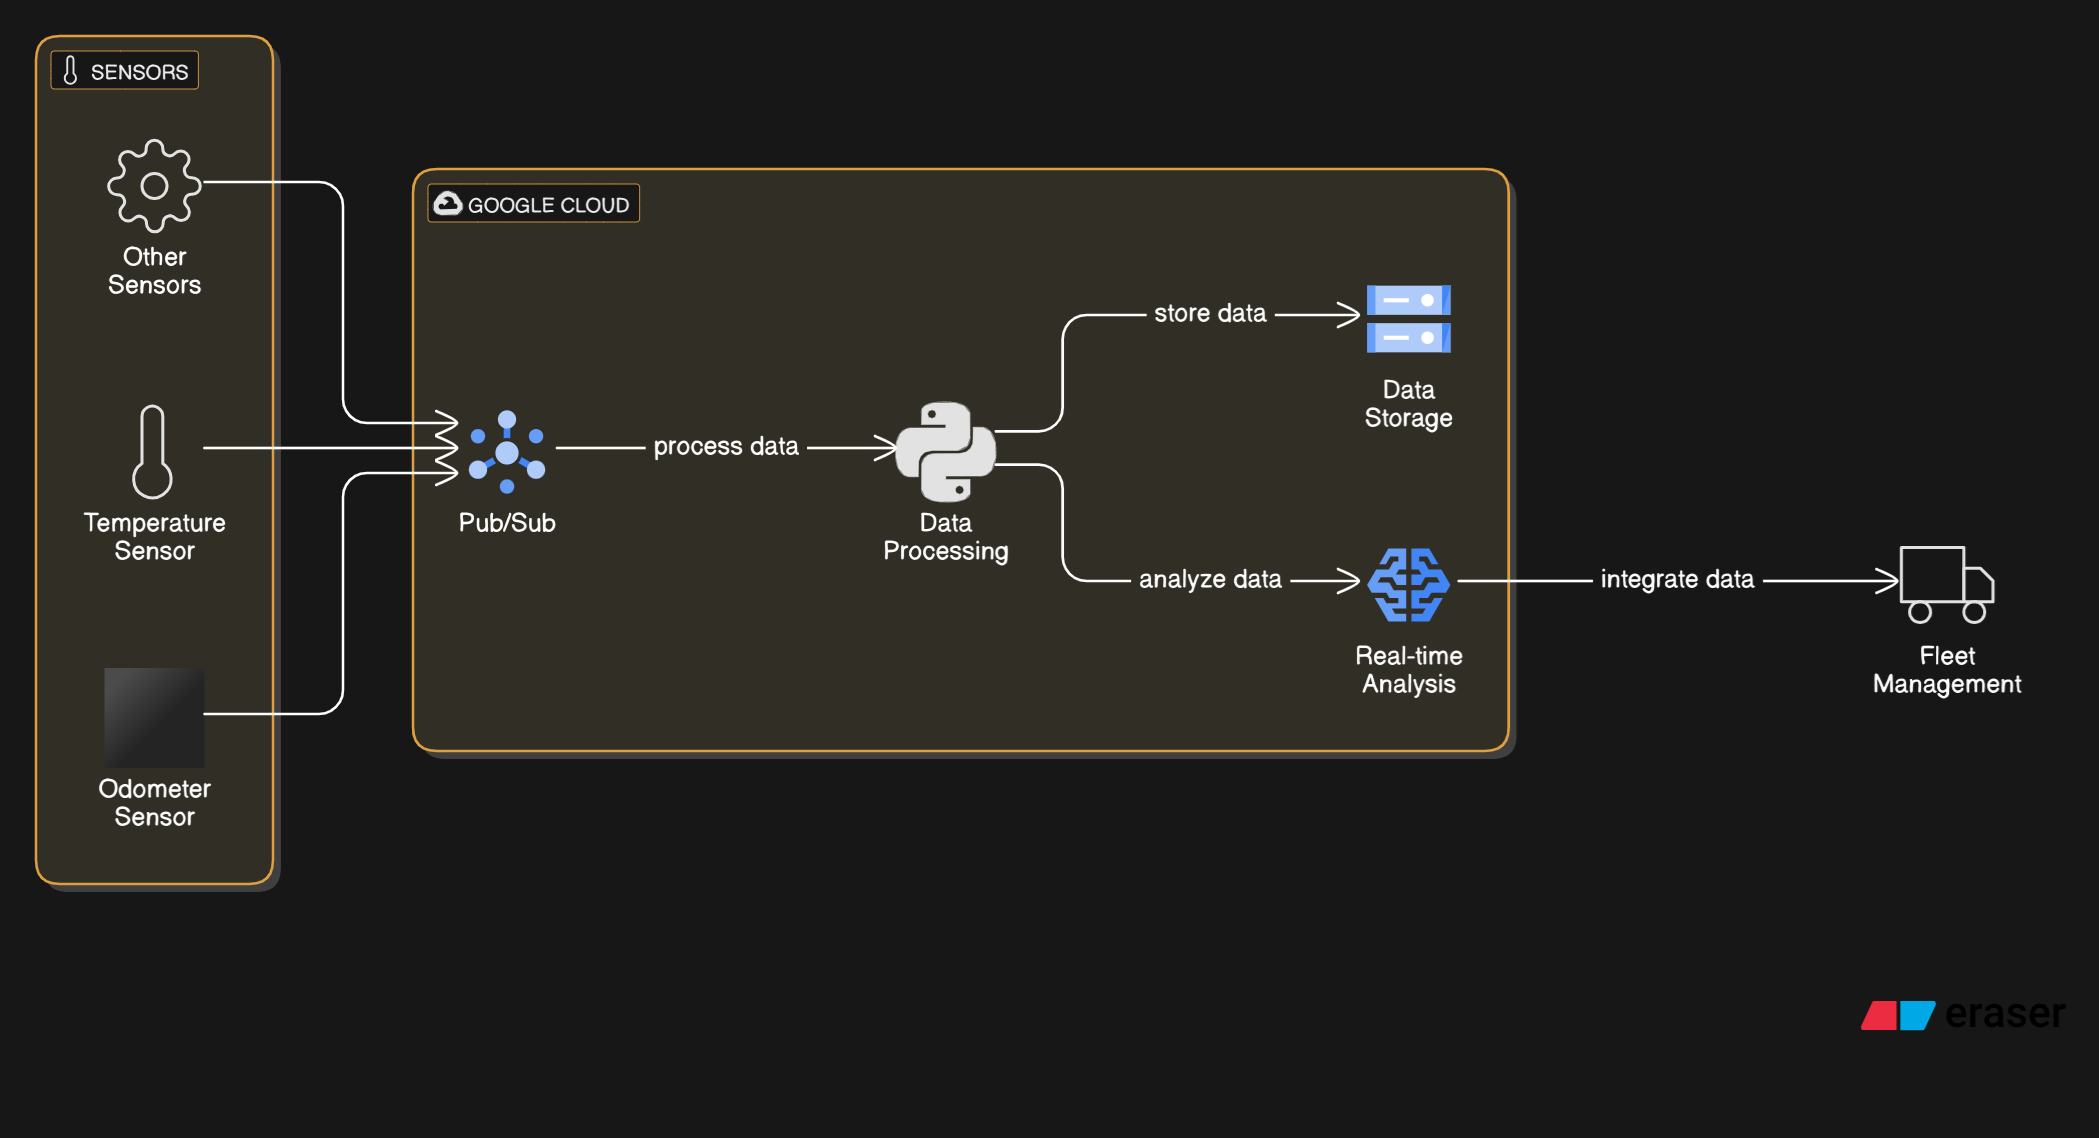 SENSORS
Other
Sensors
Temperature
Sensor
Odometer
Sensor
GOOGLE CLOUD
Pub/Sub
process data
Data
Processing
store data
Data
Storage
analyze data
Real-time
Analysis
integrate data
Fleet
Management
eraser